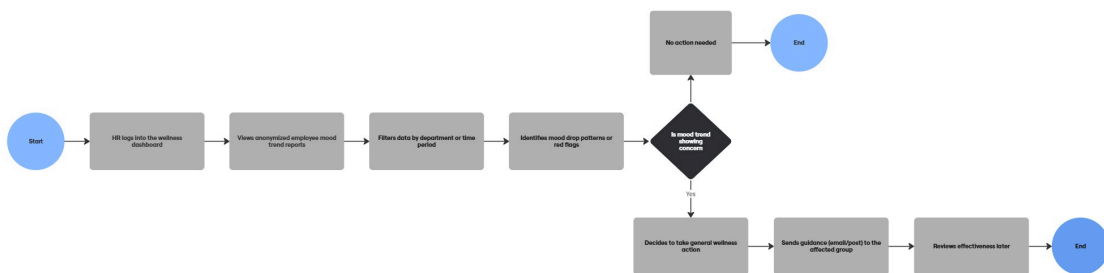 No action needed
End
Start
HR logs into the wellness
dashboard
Views anonymized employee mood
trend reports
Filters data by department or time
period
Identifies mood drop patterns or
red flags
Is mood trend
showing
concern
Yes
Decides to take general wellness
action
Sends guidance (email/post) to the
affected group
Reviews effectiveness later
End